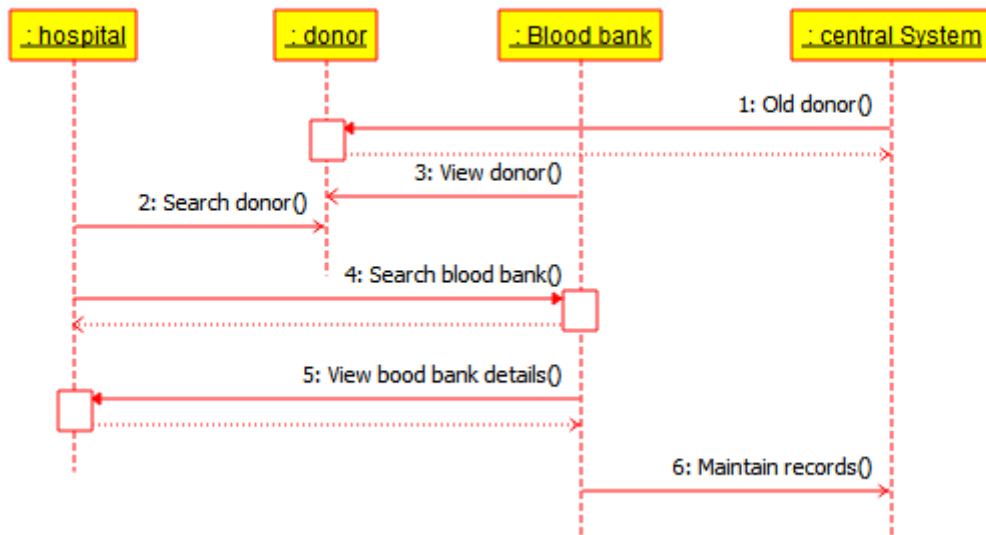 : hospital
: donor
: Blood bank
: central System
1: Old donor()
3: View donor()
2: Search donor()
4: Search blood bank()
5: View bood bank details()
6: Maintain records()